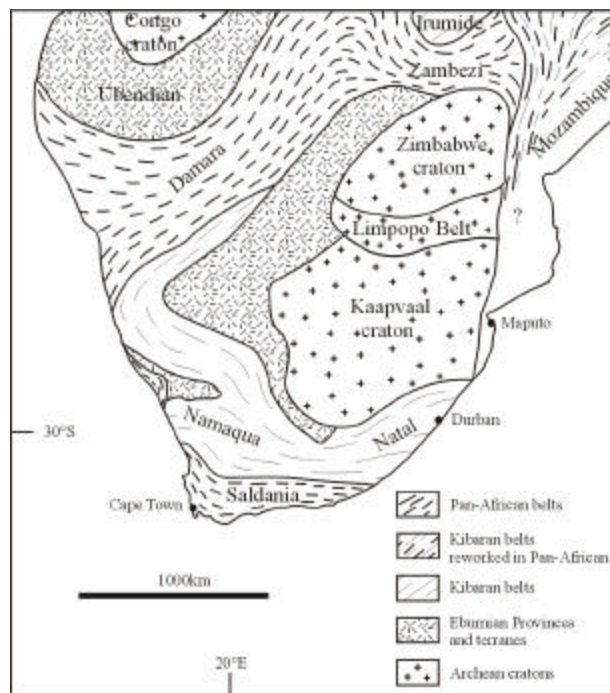 Congo
craton
Irumide
Ubendian
Zambezi
Mozambique
Zimbabwe
craton
Damara
?
Limpopo Belt
Kaapvaal
craton
Maputo
Namaqua
Natal
Durban
30°S
Cape Town
Saldania
Pan-African belts
Kibaran belts
reworked in Pan-African
1000km
Kibaran belts
Eburnian Provinces
and terranes
20°E
Archean cratons